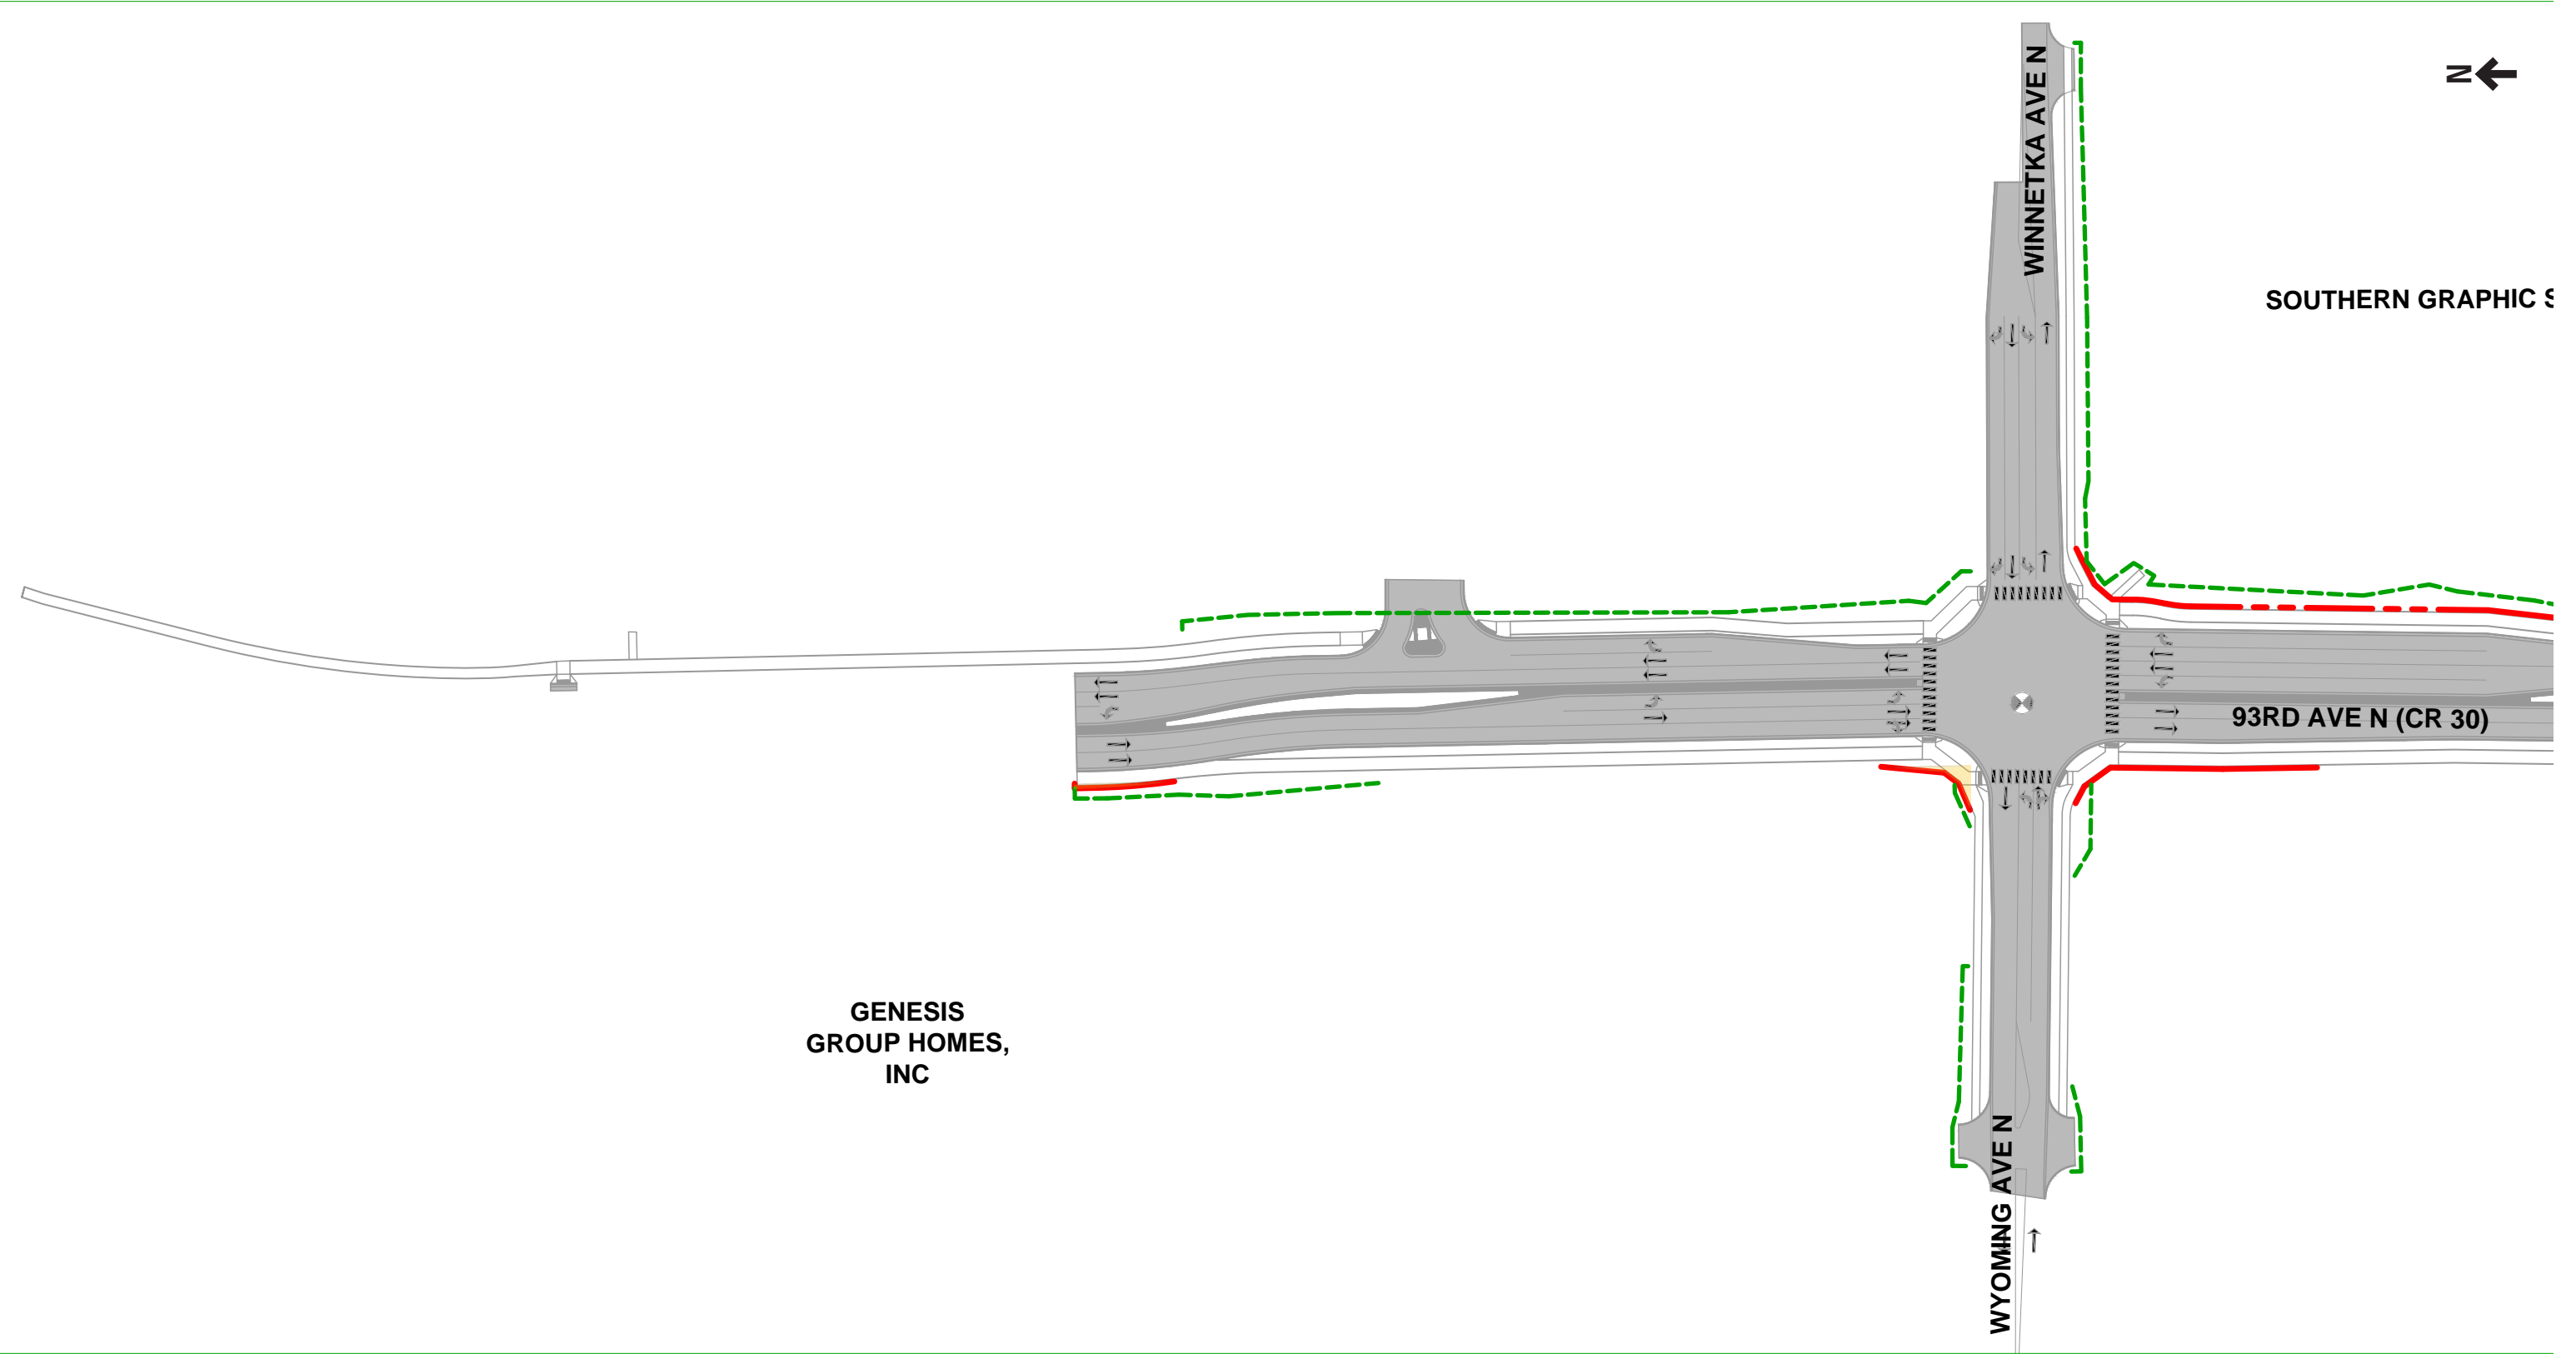 WINNETKA AVE N
N
SOUTHERN GRAPHIC S
93RD AVE N (CR 30)
GENESIS
GROUP HOMES,
INC
WYOMING AVE N